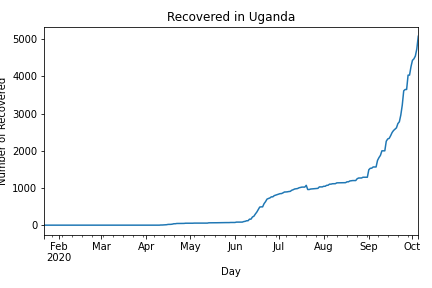 Recovered in Uganda
Number of Recovered
5000
4000
3000
2000
1000
0
Feb
2020
Mar
Apr
May
Jun
Jul
Aug
Sep
Oct
Day